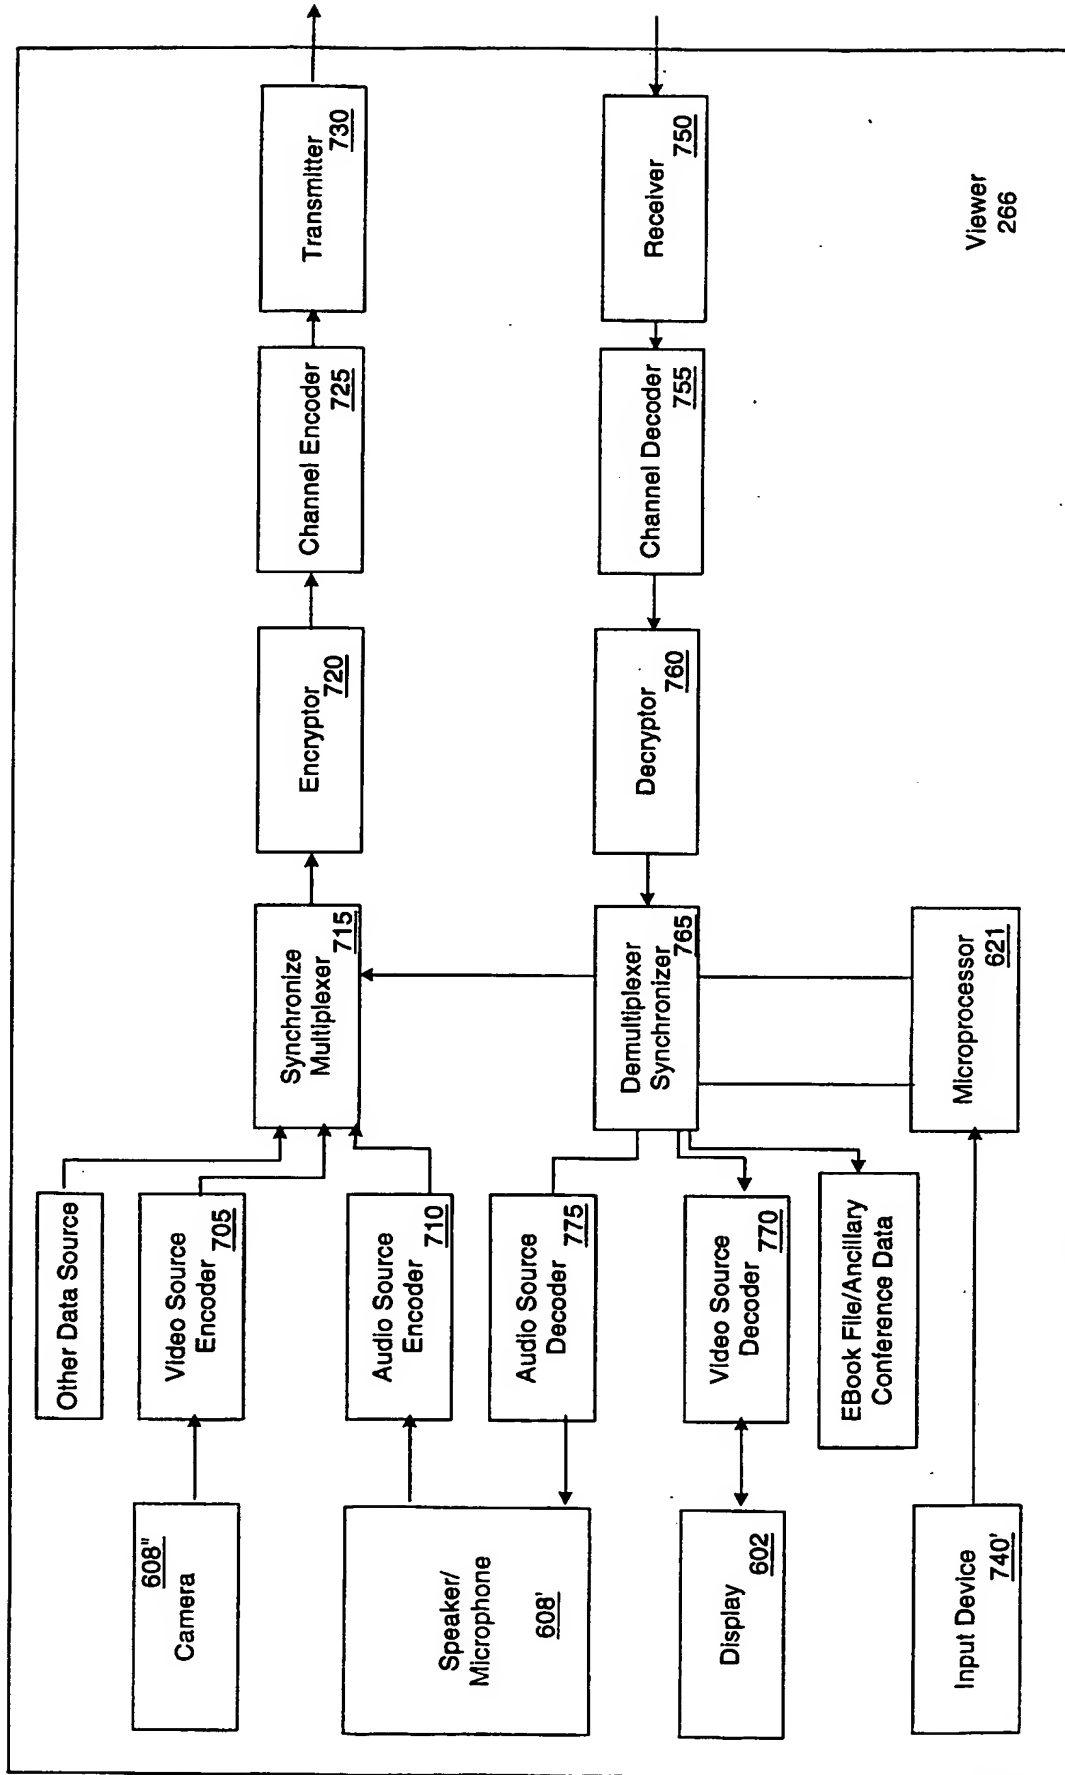 Other Data Source
608"
Camera
Video Source
Encoder 705
Synchronize
Multiplexer
715
Encryptor
720
Channel Encoder
725
Transmitter
730
Speaker/
Microphone
608'
Audio Source
Encoder 710
Audio Source
Decoder 775
Demultiplexer
Synchronizer
765
Decryptor
760
Channel Decoder
755
Receiver
750
Display
602
Video Source
Decoder 770
EBook File/Ancillary
Conference Data
Input Device
740'
Microprocessor
621
Viewer
266